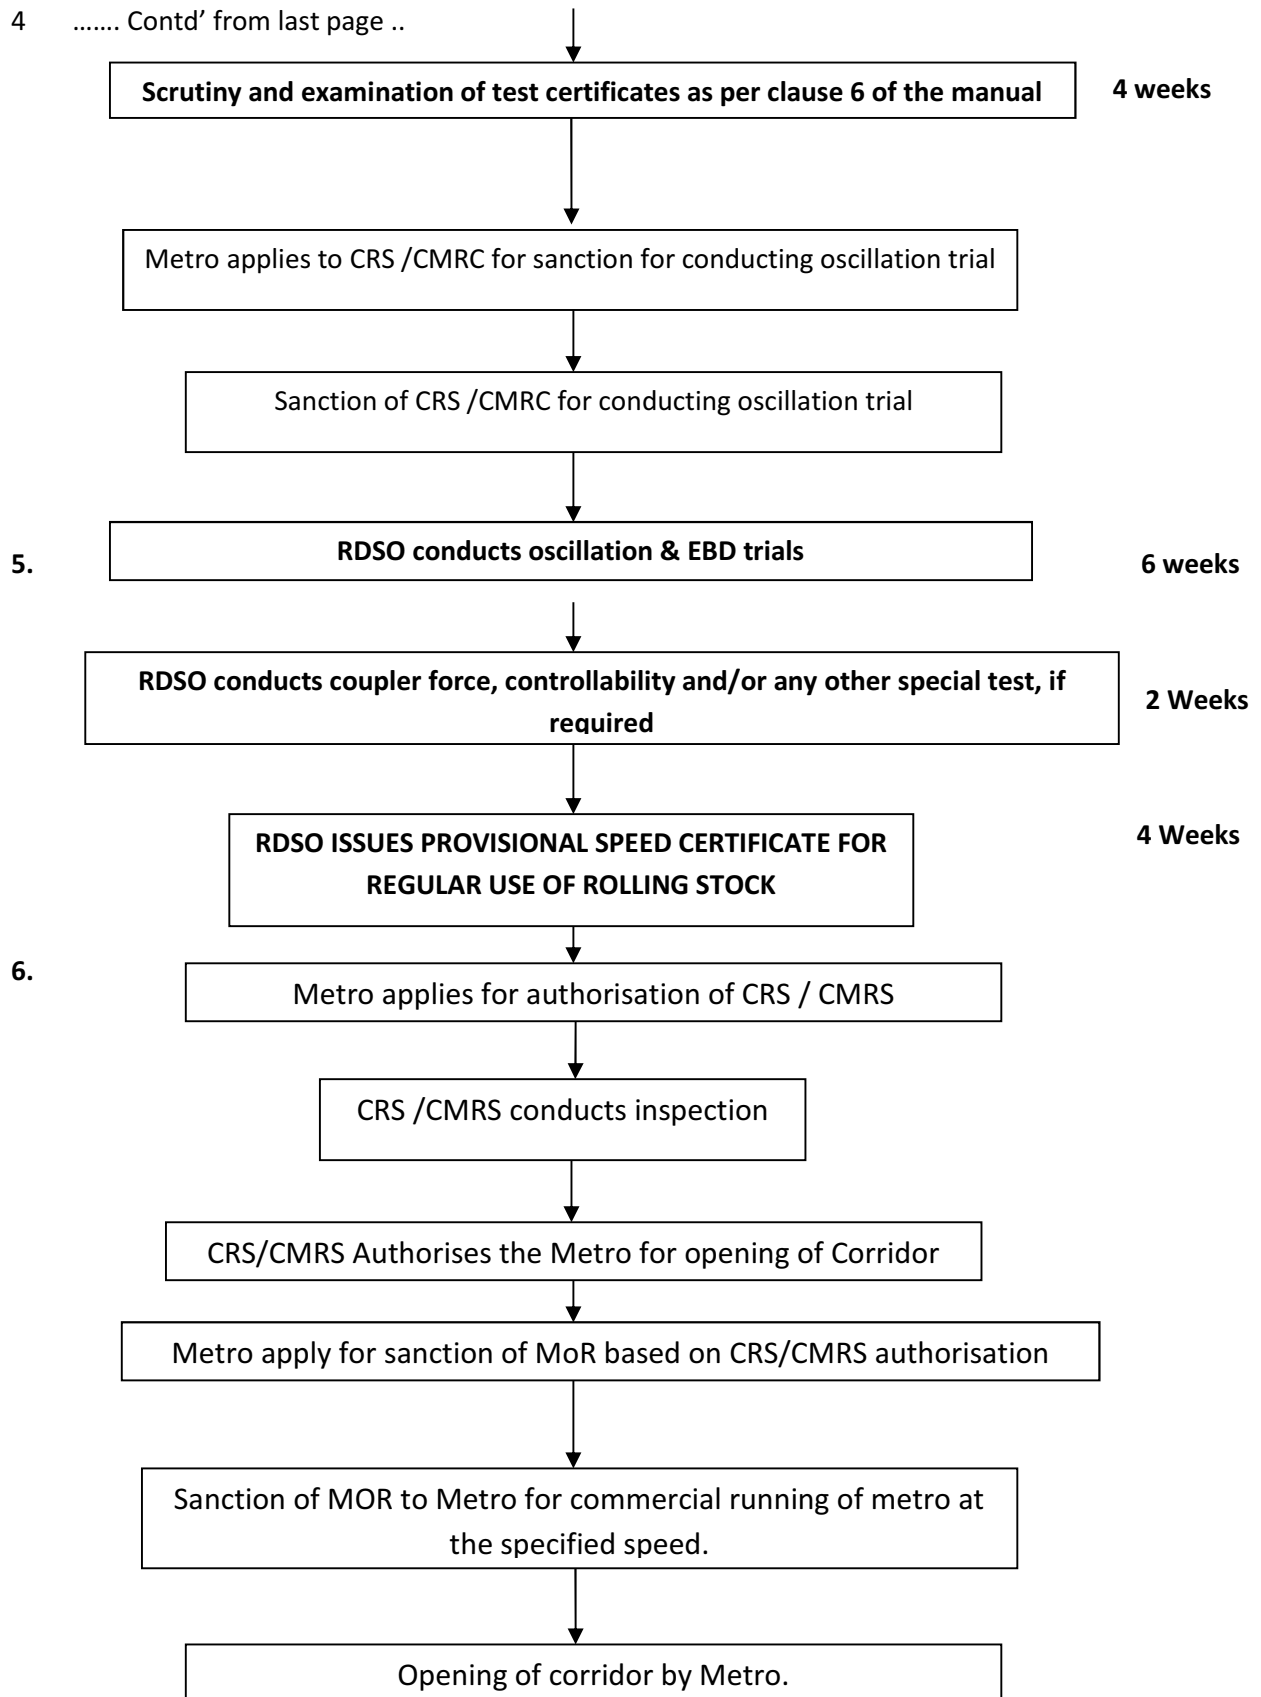 4 ....... Contd’ from last page ..
Scrutiny and examination of test certificates as per clause 6 of the manual
4 weeks
Metro applies to CRS /CMRC for sanction for conducting oscillation trial
Sanction of CRS /CMRC for conducting oscillation trial
RDSO conducts oscillation & EBD trials
5.
6 weeks
RDSO conducts coupler force, controllability and/or any other special test, if
required
2 Weeks
RDSO ISSUES PROVISIONAL SPEED CERTIFICATE FOR
REGULAR USE OF ROLLING STOCK
4 Weeks
6.
Metro applies for authorisation of CRS / CMRS
CRS /CMRS conducts inspection
CRS/CMRS Authorises the Metro for opening of Corridor
Metro apply for sanction of MoR based on CRS/CMRS authorisation
Sanction of MOR to Metro for commercial running of metro at
the specified speed.
Opening of corridor by Metro.